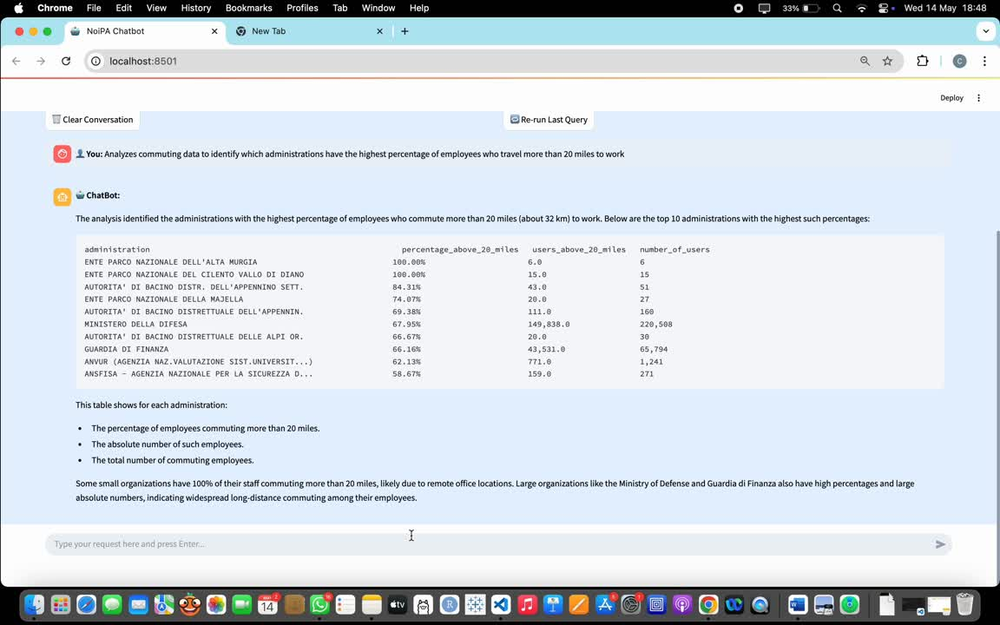 Chrome File Edit View History Bookmarks Profiles Tab Window Help 33% Wed 14 May 18:48
NoiPA Chatbot New Tab
localhost:8501 C
Deploy
Clear Conversation Re-run Last Query
You: Analyzes commuting data to identify which administrations have the highest percentage of employees who travel more than 20 miles to work
ChatBot:
The analysis identified the administrations with the highest percentage of employees who commute more than 20 miles (about 32 km) to work. Below are the top 10 administrations with the highest such percentages:
administration percentage_above_20_miles users_above_20_miles number_of_users
ENTE PARCO NAZIONALE DELL'ALTA MURGIA 100.00% 6.0 6
ENTE PARCO NAZIONALE DEL CILENTO VALLO DI DIANO 100.00% 15.0 15
AUTORITA' DI BACINO DISTR. DELL'APPENNINO SETT. 84.31% 43.0 51
ENTE PARCO NAZIONALE DELLA MAJELLA 74.07% 20.0 27
AUTORITA' DI BACINO DISTRETTUALE DELL'APPENNIN. 69.38% 111.0 160
MINISTERO DELLA DIFESA 67.95% 149,838.0 220,508
AUTORITA' DI BACINO DISTRETTUALE DELLE ALPI OR. 66.67% 20.0 30
GUARDIA DI FINANZA 66.16% 43,531.0 65,794
ANVUR (AGENZIA NAZ.VALUTAZIONE SIST.UNIVERSIT...) 62.13% 771.0 1,241
ANSFISA - AGENZIA NAZIONALE PER LA SICUREZZA D... 58.67% 159.0 271
This table shows for each administration:
• The percentage of employees commuting more than 20 miles.
• The absolute number of such employees.
• The total number of commuting employees.
Some small organizations have 100% of their staff commuting more than 20 miles, likely due to remote office locations. Large organizations like the Ministry of Defense and Guardia di Finanza also have high percentages and large
absolute numbers, indicating widespread long-distance commuting among their employees.
Type your request here and press Enter...